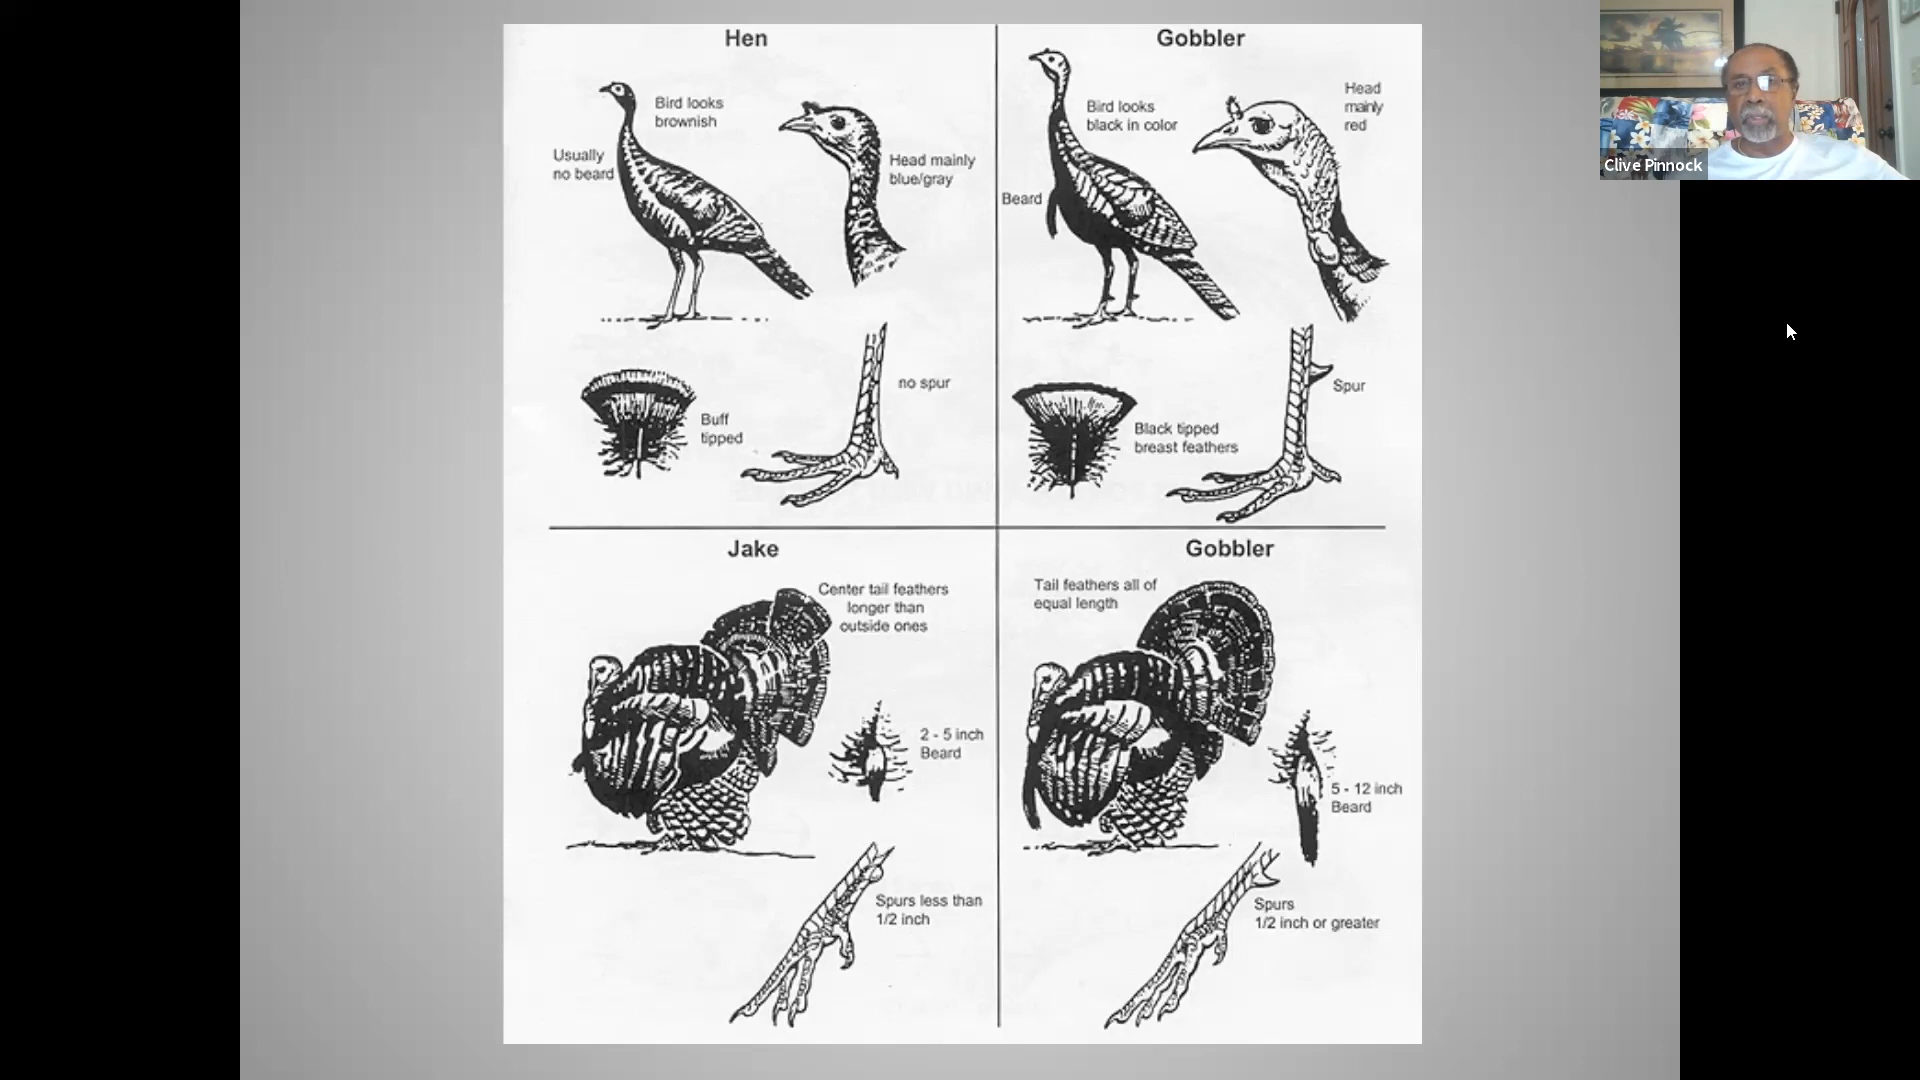 Hen
Bird looks
brownish
Usually
no beard
Head mainly
blue/gray
no spur
Buff
tipped
Gobbler
Head
mainly
red
Bird looks
black in color
Beard
Spur
Black tipped
breast feathers
Jake
Center tail feathers
longer than
outside ones
2 - 5 inch
Beard
Spurs less than
1/2 inch
Gobbler
Tail feathers all of
equal length
5 - 12 inch
Beard
Spurs
1/2 inch or greater
Clive Pinnock